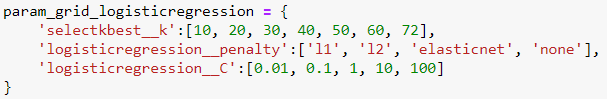 param_grid_logisticregression = {
    'selectkbest__k':[10, 20, 30, 40, 50, 60, 72],
    'logisticregression__penalty':['l1', 'l2', 'elasticnet', 'none'],
    'logisticregression__C':[0.01, 0.1, 1, 10, 100]
}